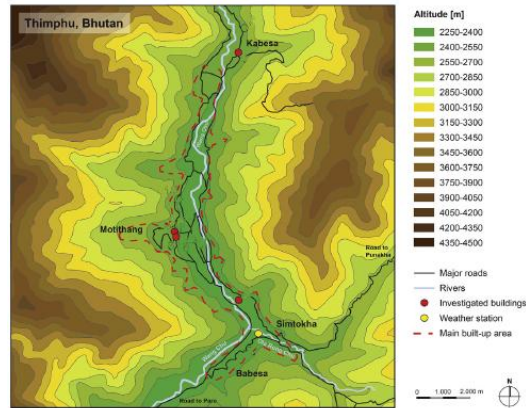 Thimphu, Bhutan
Kabesa
Motithang
Road to
Punakha
Simtokha
Babesa
Road to Paro
Altitude [m]
2250-2400
2400-2550
2550-2700
2700-2850
2850-3000
3000-3150
3150-3300
3300-3450
3450-3600
3600-3750
3750-3900
3900-4050
4050-4200
4200-4350
4350-4500
Major roads
Rivers
Investigated buildings
Weather station
Main built-up area
0
1.000
2.000 m
N